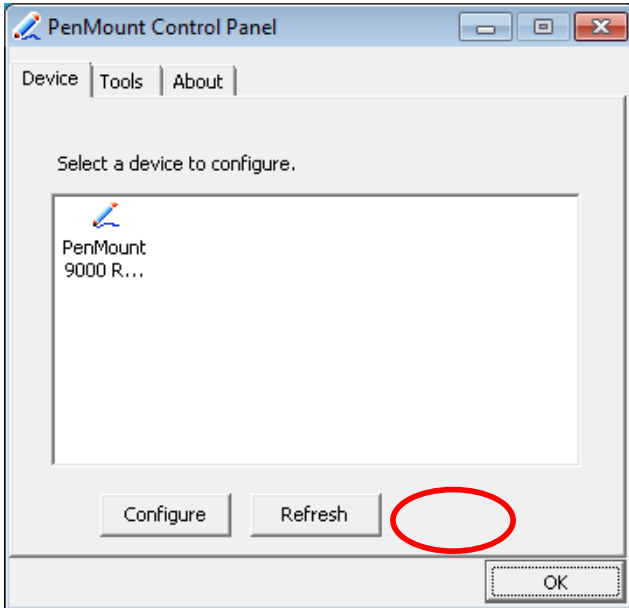 PenMount Control Panel
Device Tools About
Select a device to configure.
PenMount
9000 R...
Configure Refresh
OK